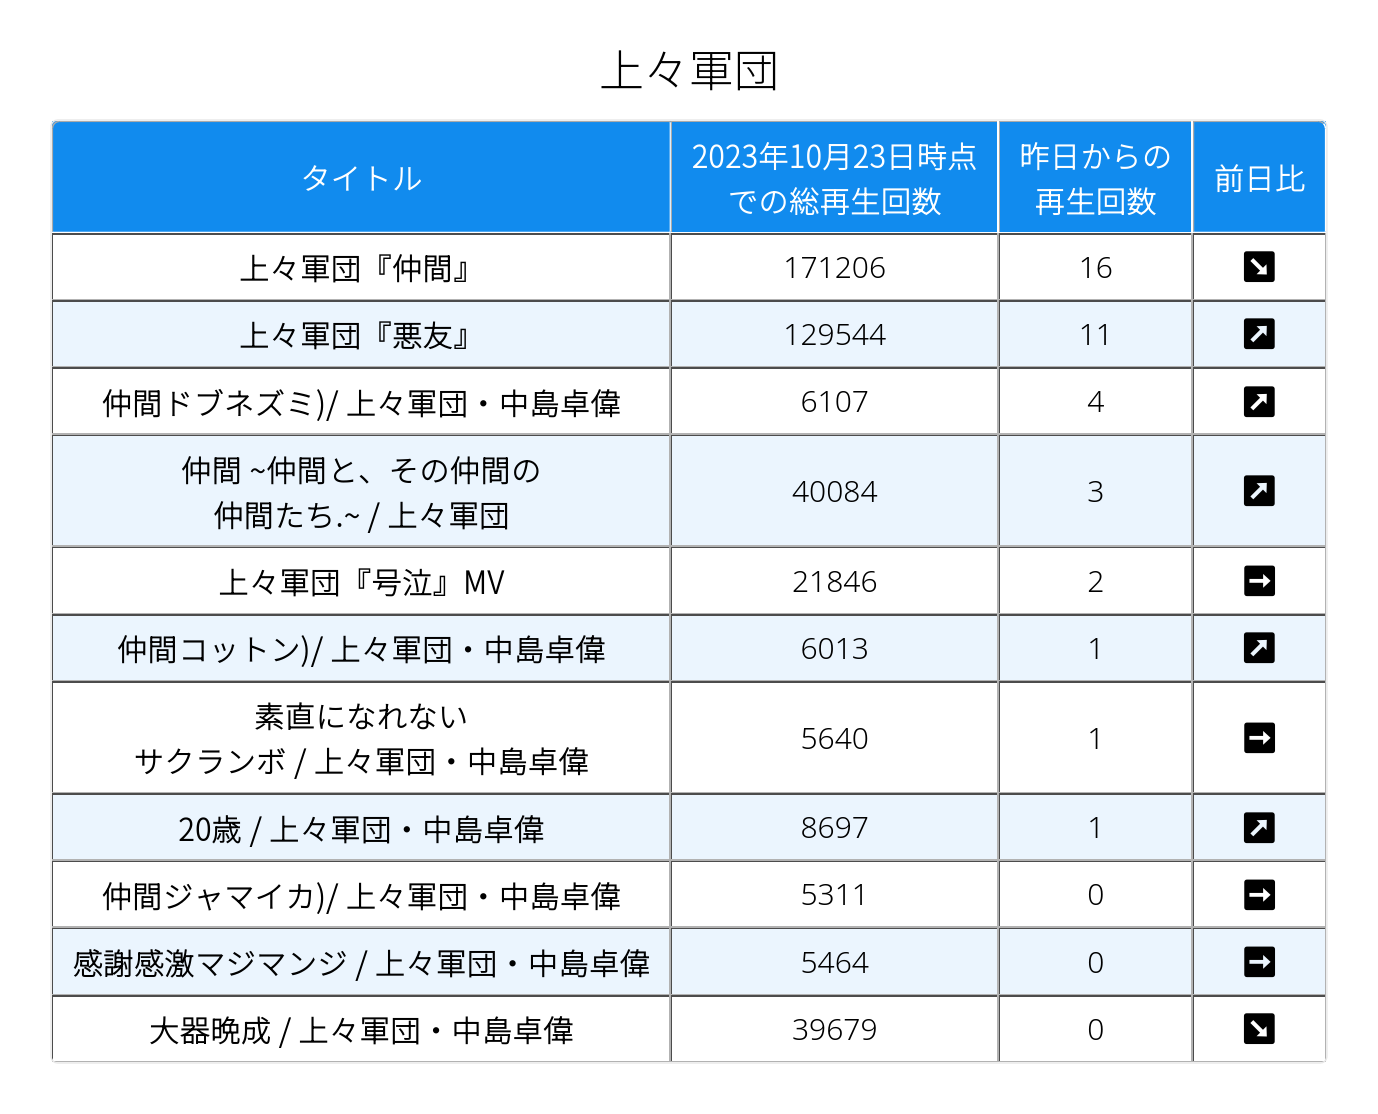 上々軍団
タイトル
2023年10月23日時点
での総再生回数
昨日からの
再生回数
前日比
上々軍団『仲間』 171206 16 ↘
上々軍団『悪友』 129544 11 ↗
仲間ドブネズミ)/ 上々軍団・中島卓偉 6107 4 ↗
仲間 ~仲間と、その仲間の
仲間たち.~ / 上々軍団 40084 3 ↗
上々軍団『号泣』MV 21846 2 →
仲間コットン)/ 上々軍団・中島卓偉 6013 1 ↗
素直になれない
サクランボ / 上々軍団・中島卓偉 5640 1 →
20歳 / 上々軍団・中島卓偉 8697 1 ↗
仲間ジャマイカ)/ 上々軍団・中島卓偉 5311 0 →
感謝感激マジマンジ / 上々軍団・中島卓偉 5464 0 →
大器晩成 / 上々軍団・中島卓偉 39679 0 ↘